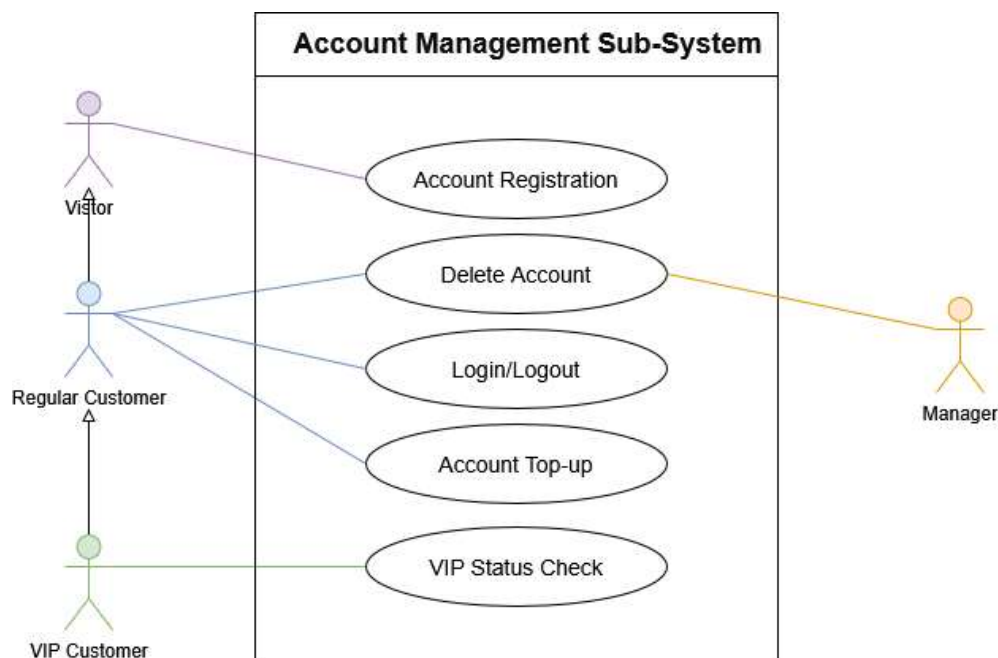 Account Management Sub-System
Vistor
Account Registration
Delete Account
Regular Customer
Login/Logout
Manager
Account Top-up
VIP Status Check
VIP Customer